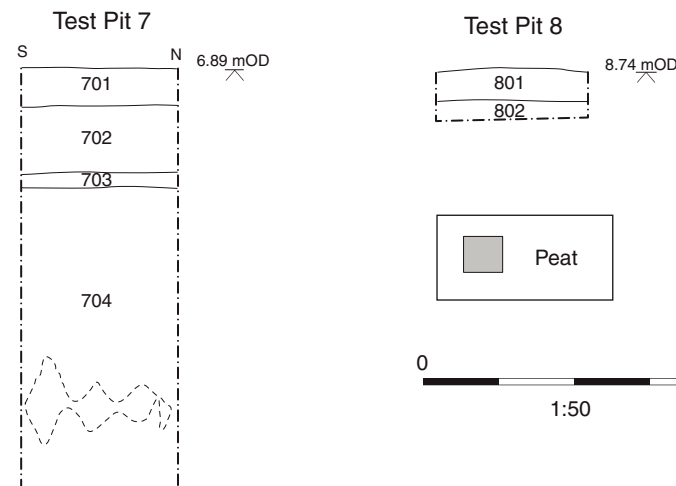 Test Pit 7
S
N
6.89 mOD
701
702
703
704
Test Pit 8
8.74 mOD
801
802
Peat
0
1:50